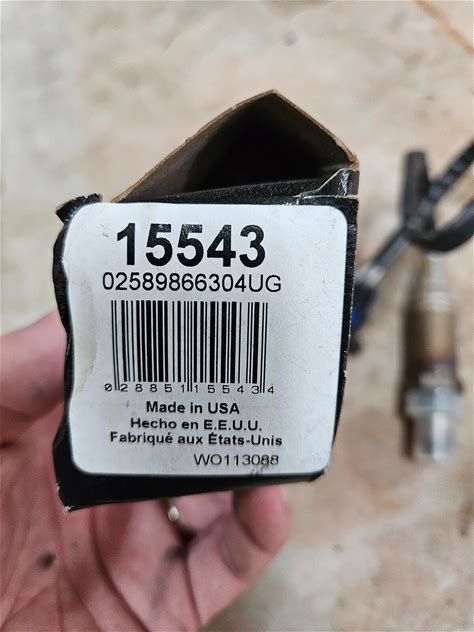 15543
02589866304UG
0 28851 15543 4
Made in USA
Hecho en E.E.U.U.
Fabriqué aux États-Unis
WO113088